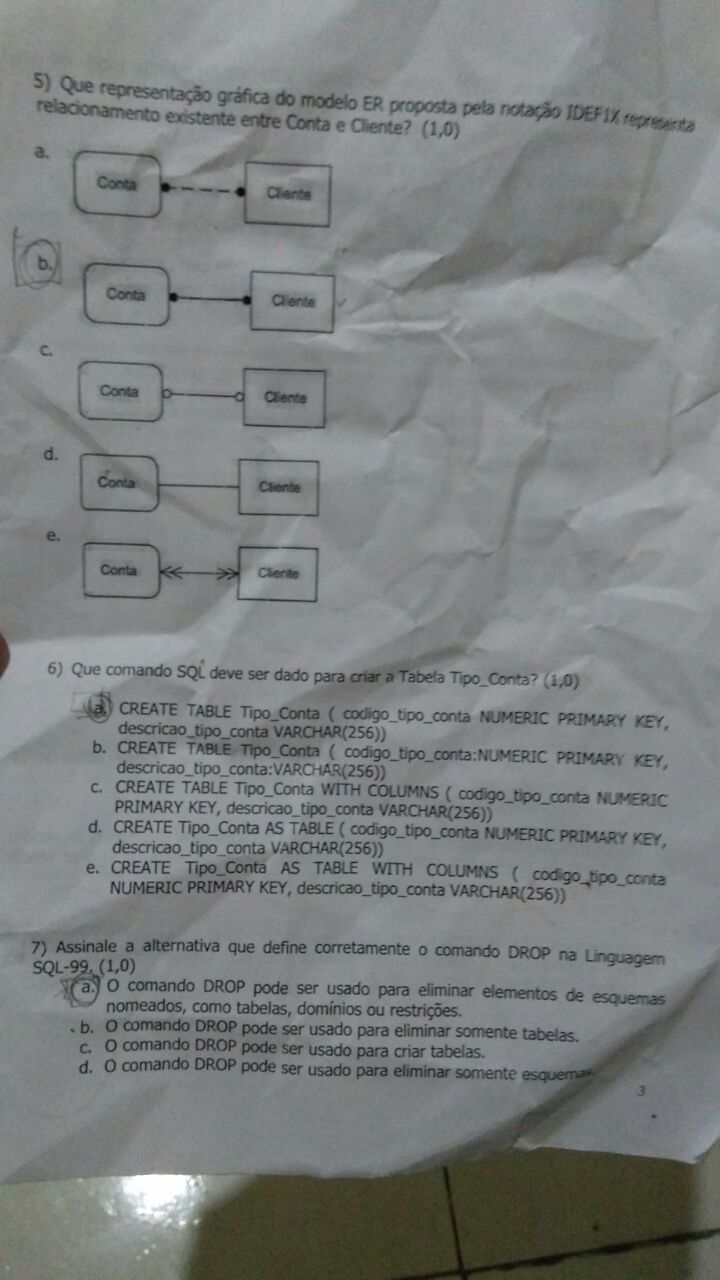 5) Que representação gráfica do modelo ER proposta pela notação IDEF1X representa
relacionamento existente entre Conta e Cliente? (1,0)
a.
Conta Cliente
b.
Conta Cliente
c.
Conta Cliente
d.
Conta Cliente
e.
Conta Cliente
6) Que comando SQL deve ser dado para criar a Tabela Tipo_Conta? (1,0)
a. CREATE TABLE Tipo_Conta ( codigo_tipo_conta NUMERIC PRIMARY KEY,
descricao_tipo_conta VARCHAR(256))
b. CREATE TABLE Tipo_Conta ( codigo_tipo_conta:NUMERIC PRIMARY KEY,
descricao_tipo_conta:VARCHAR(256))
c. CREATE TABLE Tipo_Conta WITH COLUMNS ( codigo_tipo_conta NUMERIC
PRIMARY KEY, descricao_tipo_conta VARCHAR(256))
d. CREATE Tipo_Conta AS TABLE ( codigo_tipo_conta NUMERIC PRIMARY KEY,
descricao_tipo_conta VARCHAR(256))
e. CREATE Tipo_Conta AS TABLE WITH COLUMNS ( codigo_tipo_conta
NUMERIC PRIMARY KEY, descricao_tipo_conta VARCHAR(256))
7) Assinale a alternativa que define corretamente o comando DROP na Linguagem
SQL-99. (1,0)
a. O comando DROP pode ser usado para eliminar elementos de esquemas
nomeados, como tabelas, domínios ou restrições.
b. O comando DROP pode ser usado para eliminar somente tabelas.
c. O comando DROP pode ser usado para criar tabelas.
d. O comando DROP pode ser usado para eliminar somente esquemas
3